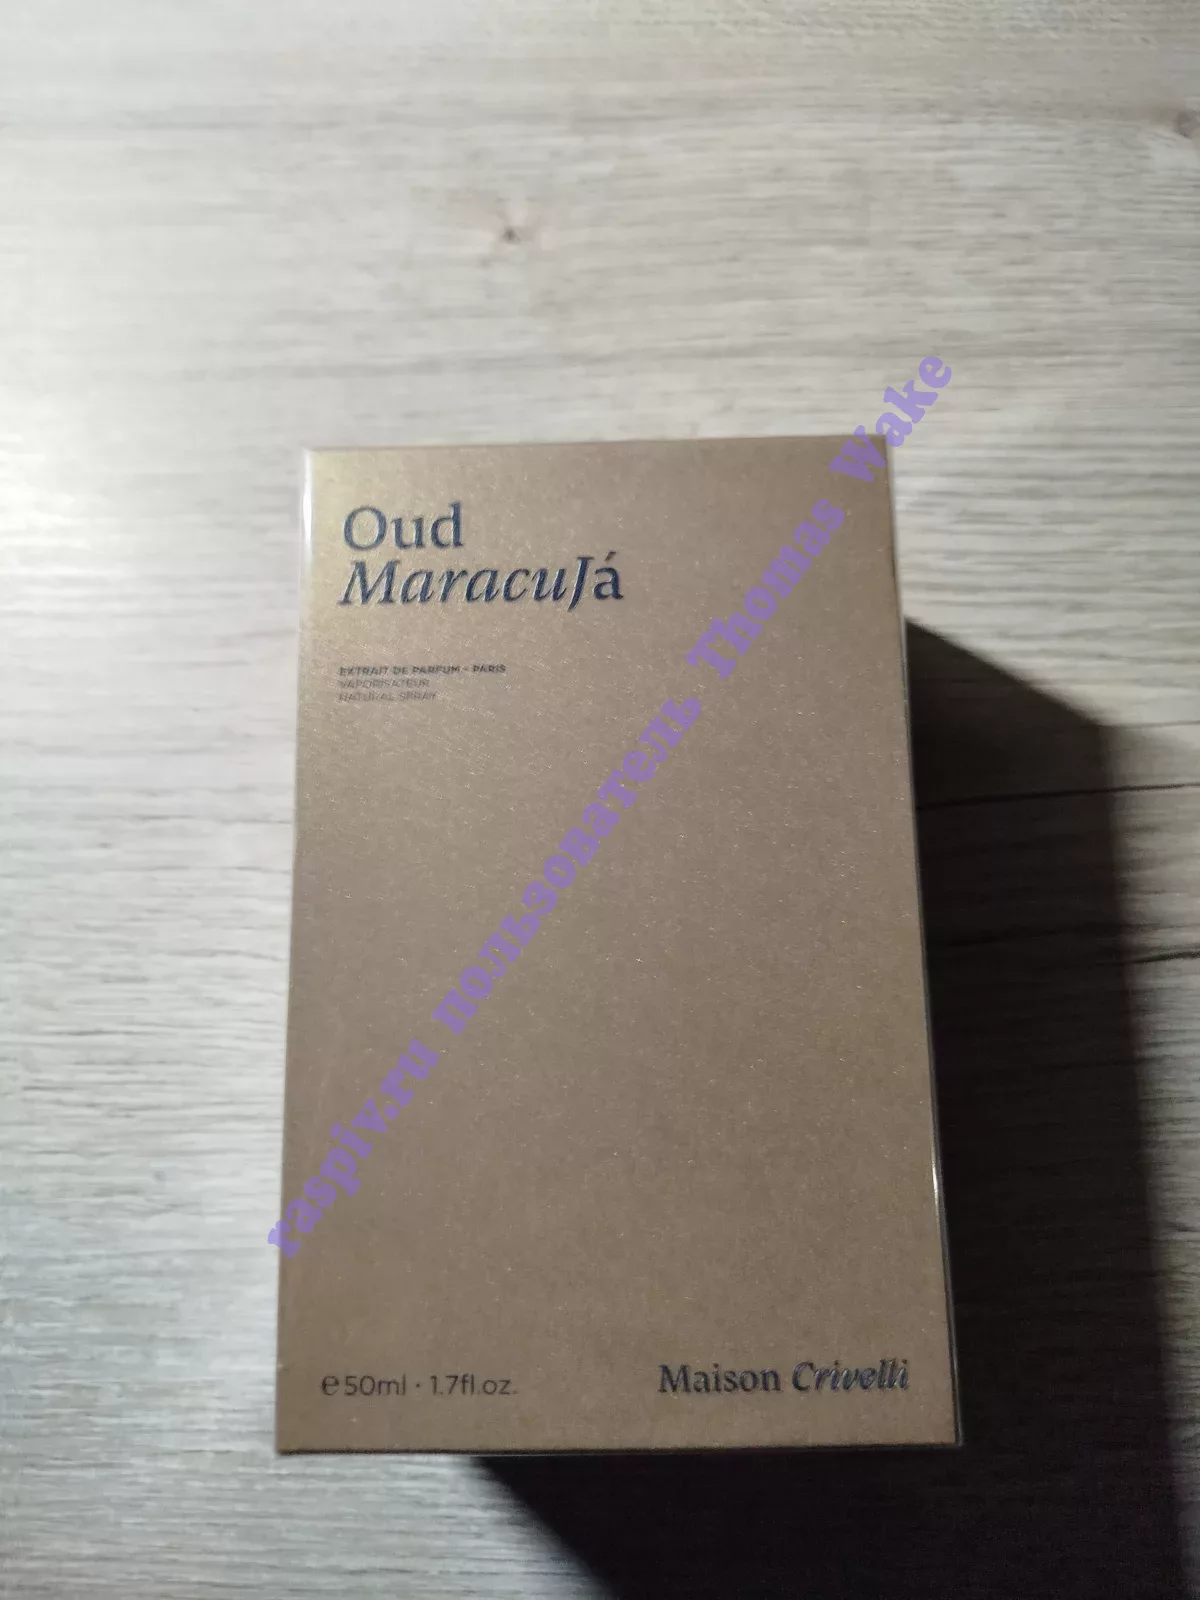 Oud
MaracuJá
EXTRAIT DE PARFUM - PARIS
VAPORISATEUR
NATURAL SPRAY
raspiv.ru пользователь Thomas Wake
e50ml · 1.7fl.oz.
Maison Crivelli